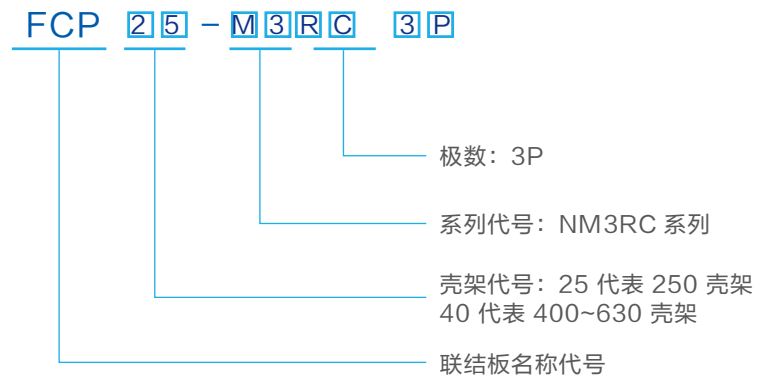 FCP 25-M3RC 3P
极数：3P
系列代号：NM3RC 系列
壳架代号：25 代表 250 壳架
40 代表 400~630 壳架
联结板名称代号